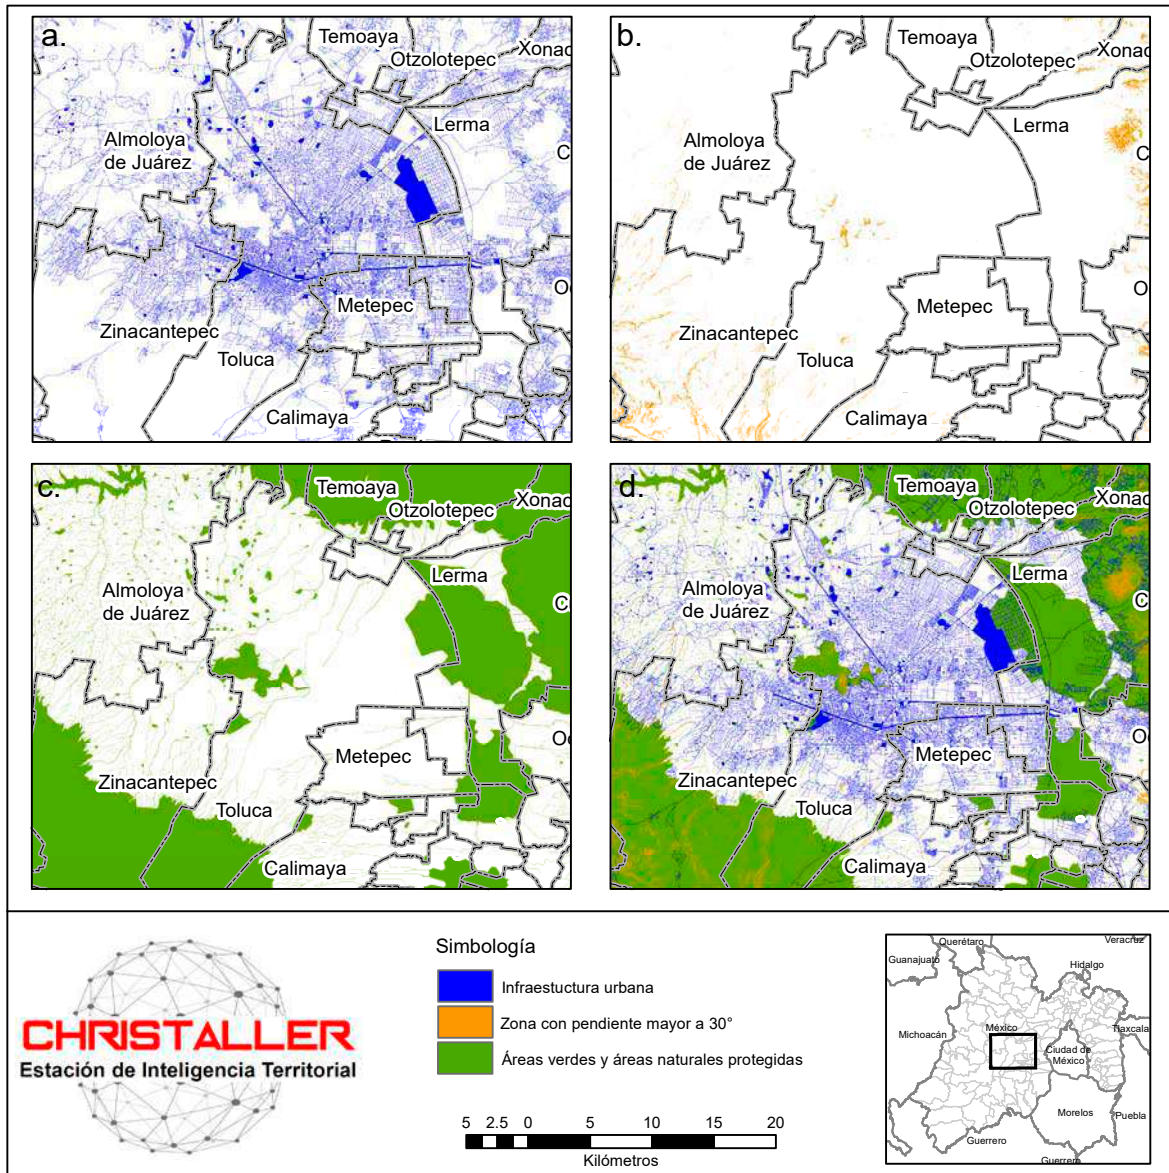 a.
Temoaya
Otzolotepec
Xonac
Lerma
Almoloya
de Juárez
C
Metepec
O
Zinacantepec
Toluca
Calimaya
b.
Temoaya
Otzolotepec
Xonac
Lerma
Almoloya
de Juárez
C
Metepec
O
Zinacantepec
Toluca
Calimaya
c.
Temoaya
Otzolotepec
Xonac
Lerma
Almoloya
de Juárez
C
Metepec
O
Zinacantepec
Toluca
Calimaya
d.
Temoaya
Otzolotepec
Xonac
Lerma
Almoloya
de Juárez
C
Metepec
O
Zinacantepec
Toluca
Calimaya
CHRISTALLER
Estación de Inteligencia Territorial
Simbología
Infraestuctura urbana
Zona con pendiente mayor a 30°
Áreas verdes y áreas naturales protegidas
5 2.5 0 5 10 15 20
Kilómetros
Querétaro
Veracruz
Guanajuato
Hidalgo
Michoacán
México
Tlaxcala
Ciudad de
México
Morelos
Puebla
Guerrero
Guerrero